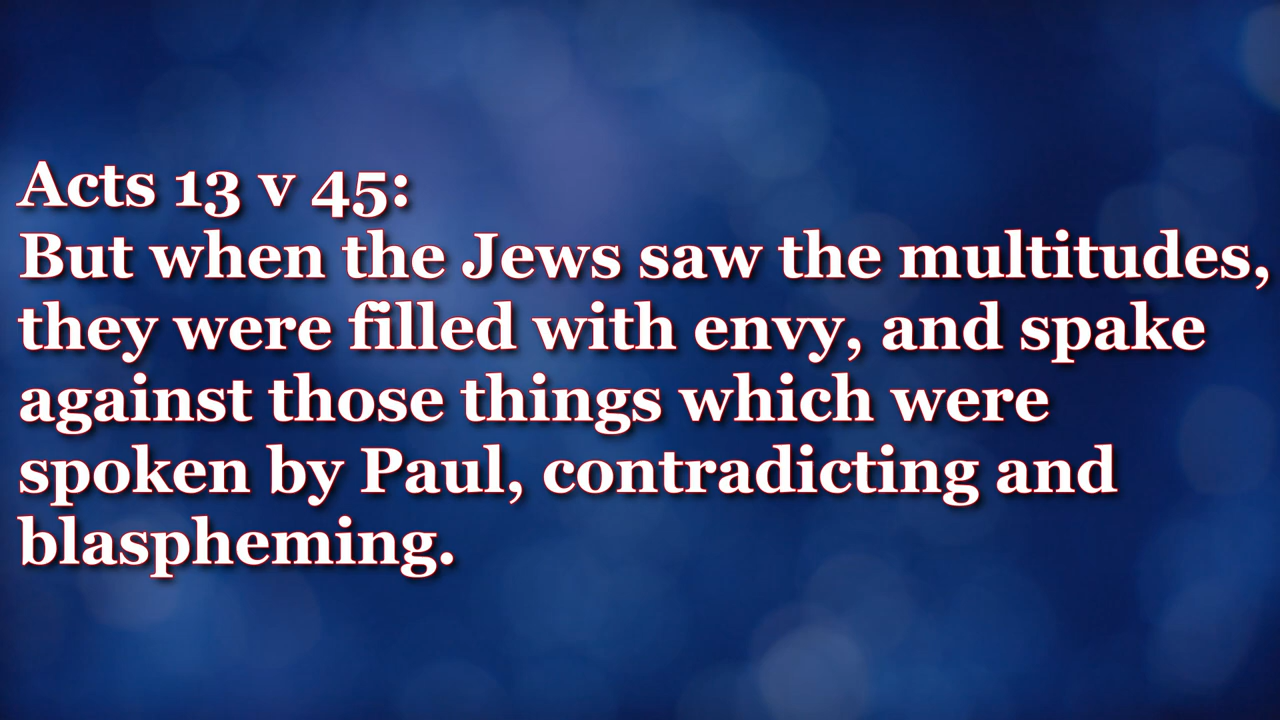 Acts 13 v 45:
But when the Jews saw the multitudes,
they were filled with envy, and spake
against those things which were
spoken by Paul, contradicting and
blaspheming.